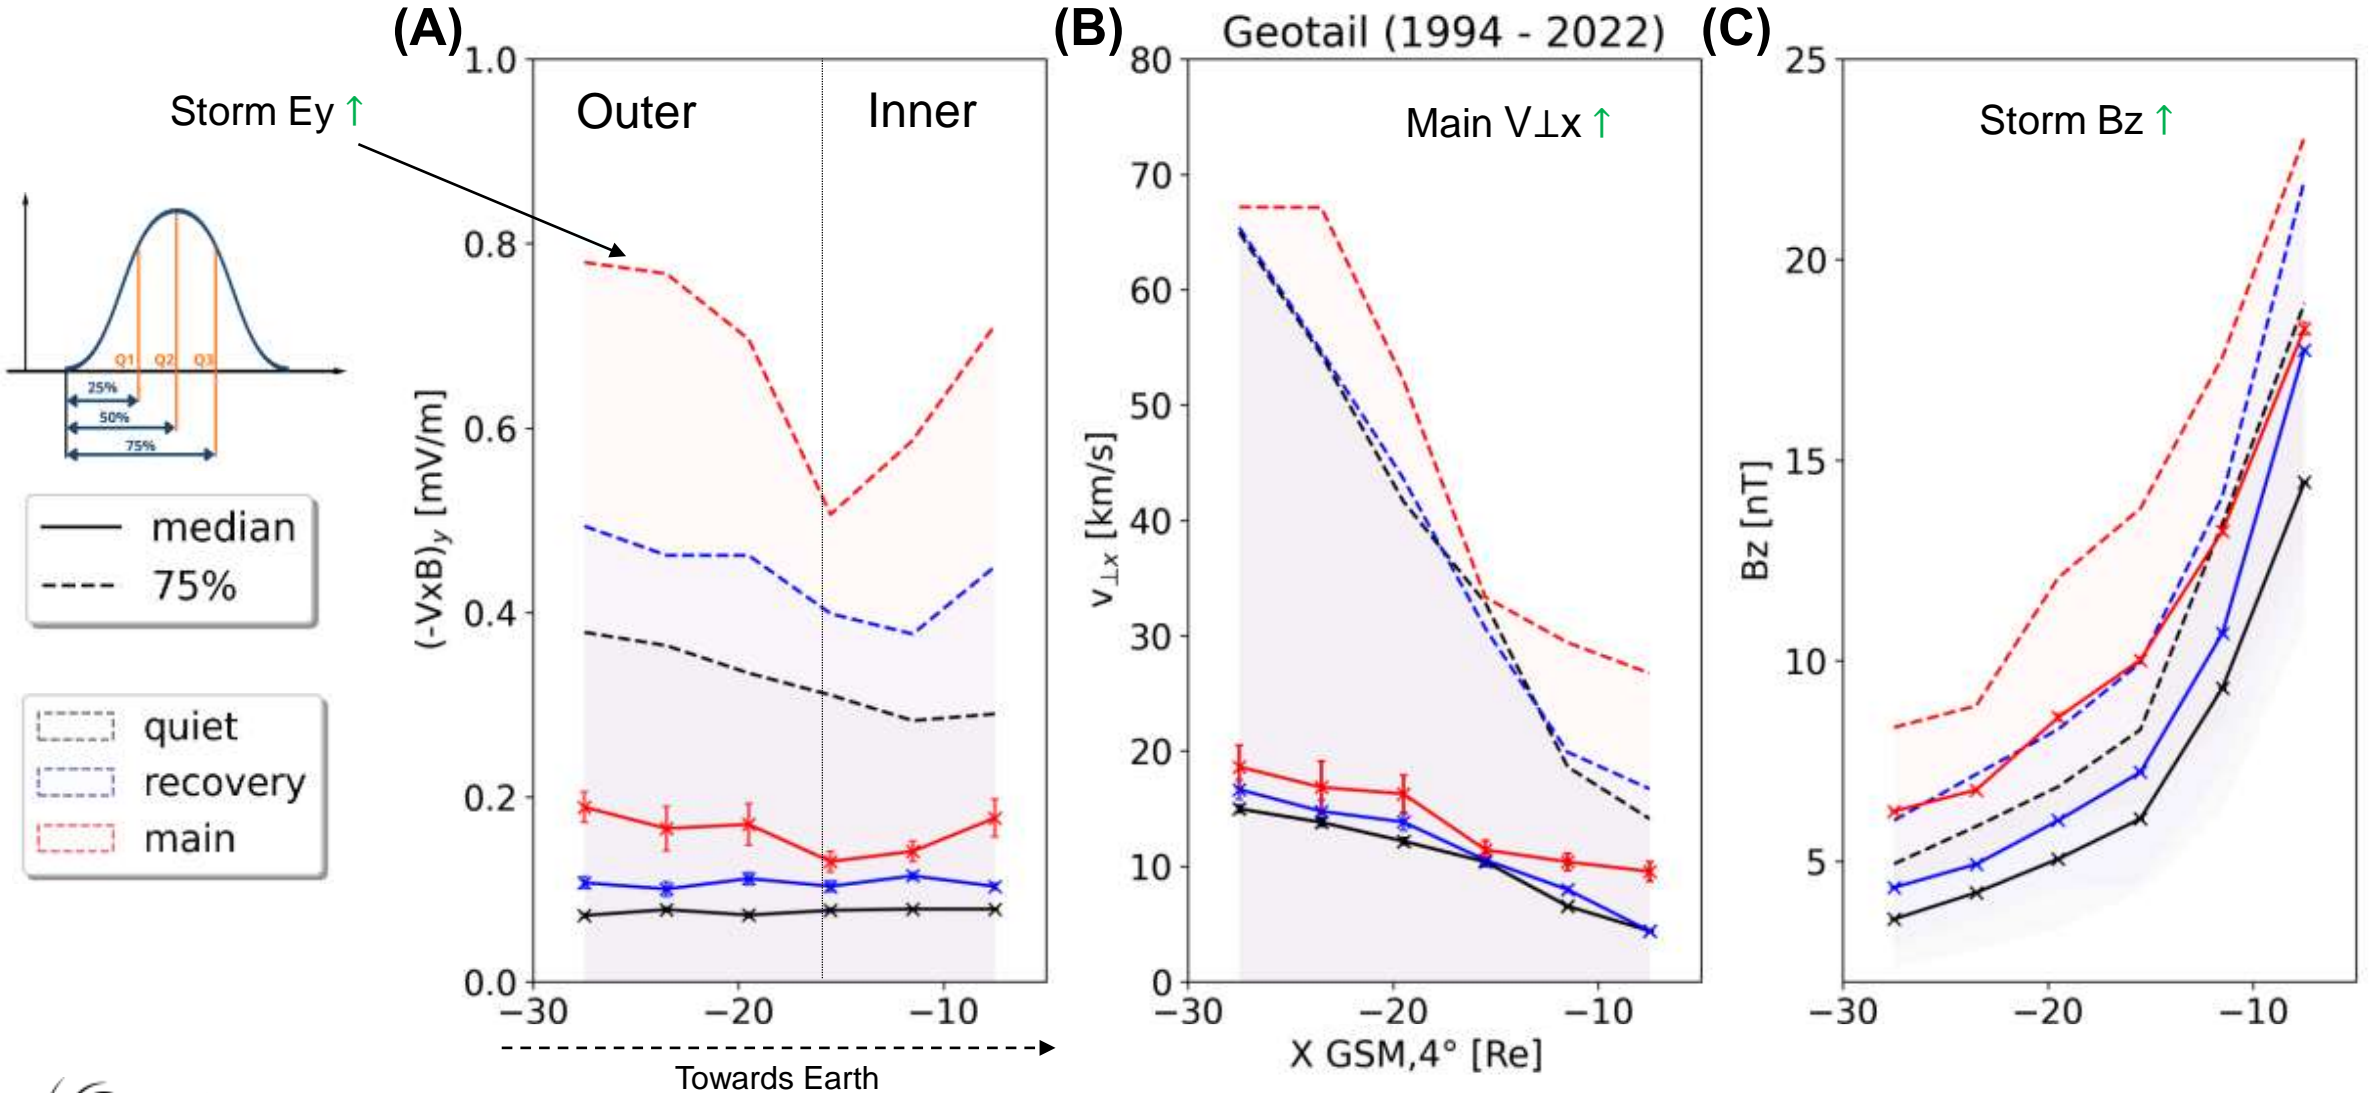 (A)
(B)
Geotail (1994 - 2022)
(C)
Storm Ey ↑
Outer
Inner
Main V⊥x ↑
Storm Bz ↑
1.0
0.8
0.6
0.4
0.2
0.0
(-VxB)y [mV/m]
−30
−20
−10
Towards Earth
80
70
60
50
40
30
20
10
0
v⊥x [km/s]
−30
−20
−10
X GSM,4° [Re]
25
20
15
10
5
Bz [nT]
−30
−20
−10
Q1
Q2
Q3
25%
50%
75%
median
75%
quiet
recovery
main